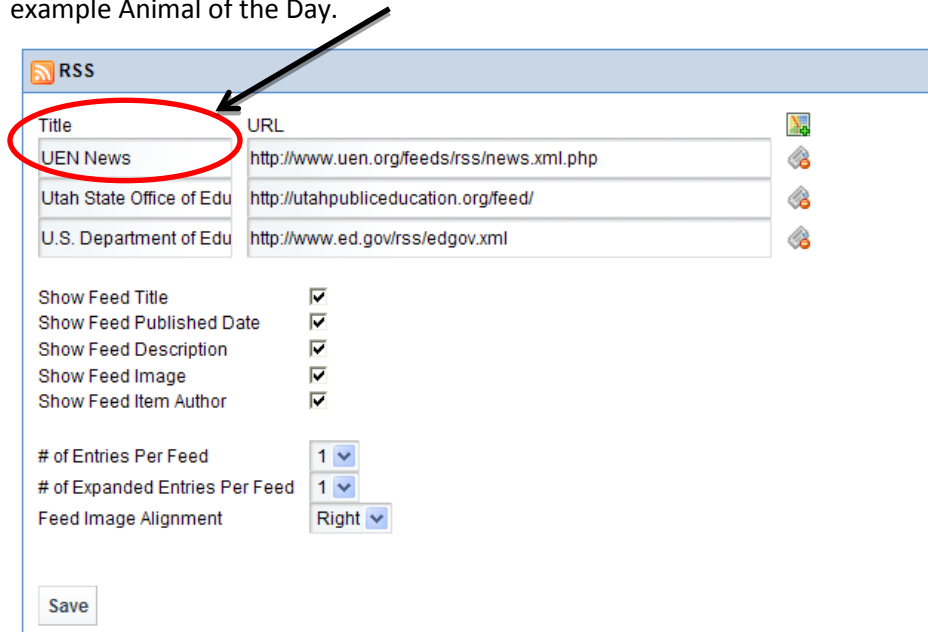 example Animal of the Day.
RSS
Title URL
UEN News http://www.uen.org/feeds/rss/news.xml.php
Utah State Office of Edu http://utahpubliceducation.org/feed/
U.S. Department of Edu http://www.ed.gov/rss/edgov.xml
Show Feed Title
Show Feed Published Date
Show Feed Description
Show Feed Image
Show Feed Item Author
# of Entries Per Feed 1
# of Expanded Entries Per Feed 1
Feed Image Alignment Right
Save